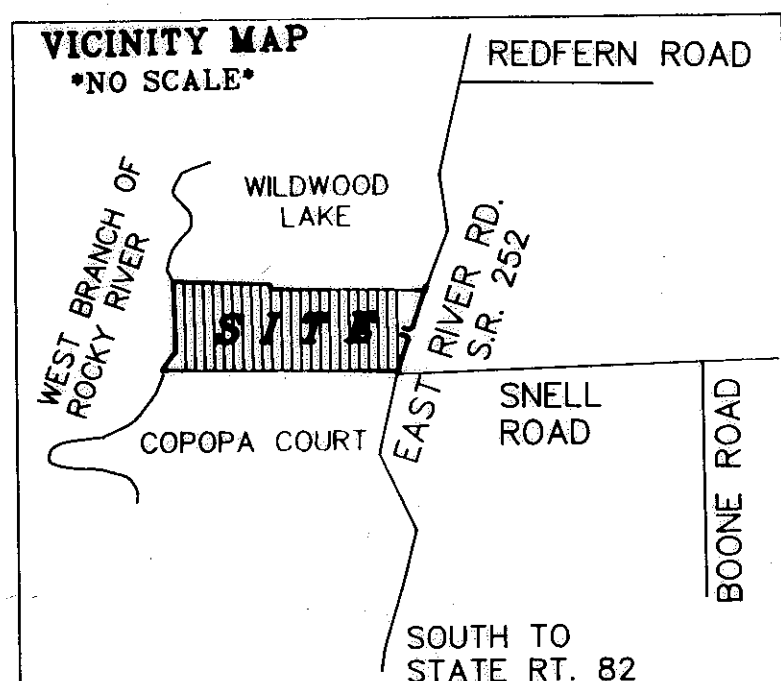 VICINITY MAP
*NO SCALE*
REDFERN ROAD
WEST BRANCH OF
ROCKY RIVER
WILDWOOD
LAKE
EAST RIVER RD.
S.R. 252
SITE
COPOPA COURT
SNELL
ROAD
BOONE ROAD
SOUTH TO
STATE RT. 82